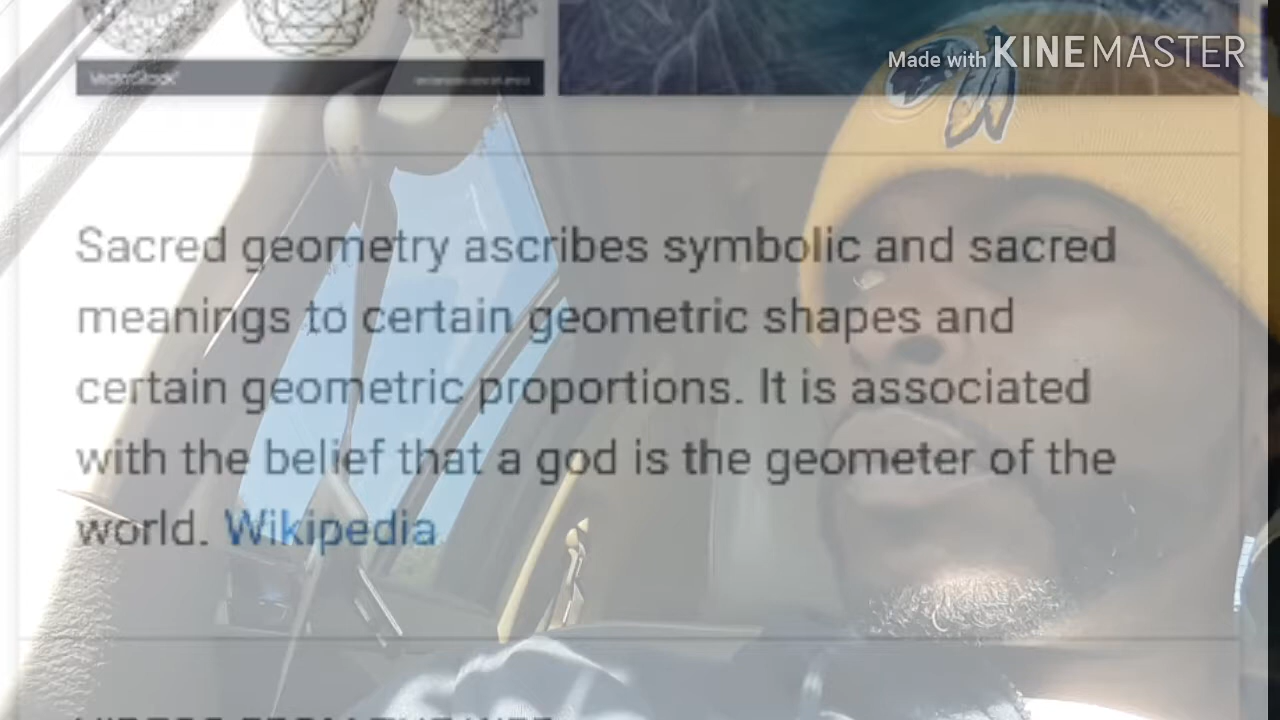 VectorStock
Made with KINEMASTER
Sacred geometry ascribes symbolic and sacred
meanings to certain geometric shapes and
certain geometric proportions. It is associated
with the belief that a god is the geometer of the
world. Wikipedia